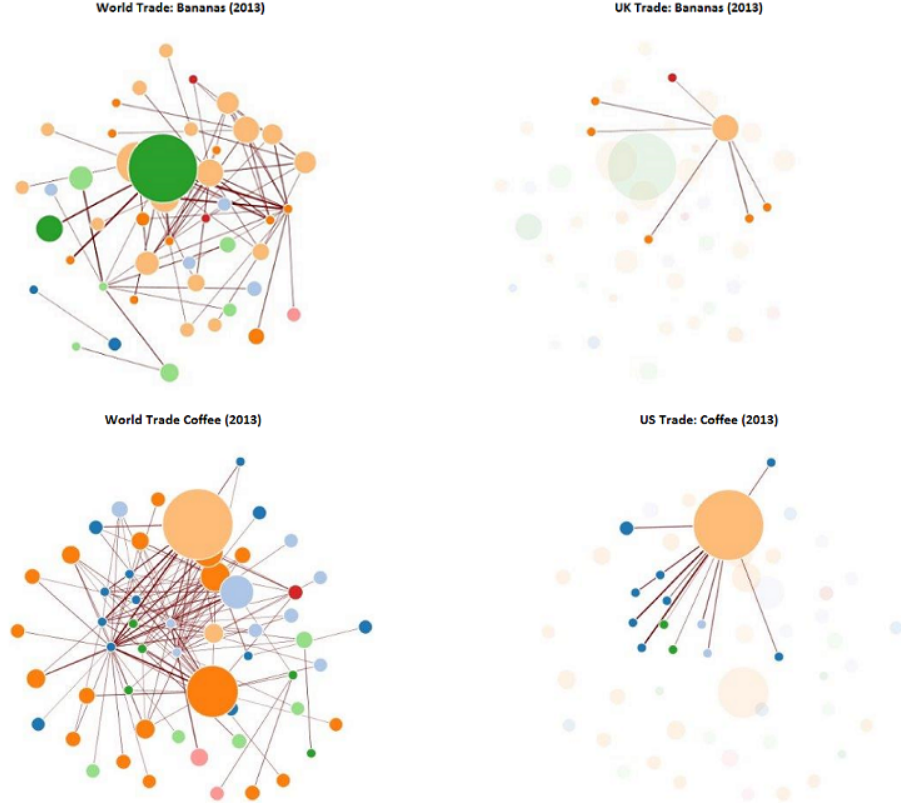 World Trade: Bananas (2013)
UK Trade: Bananas (2013)
World Trade Coffee (2013)
US Trade: Coffee (2013)